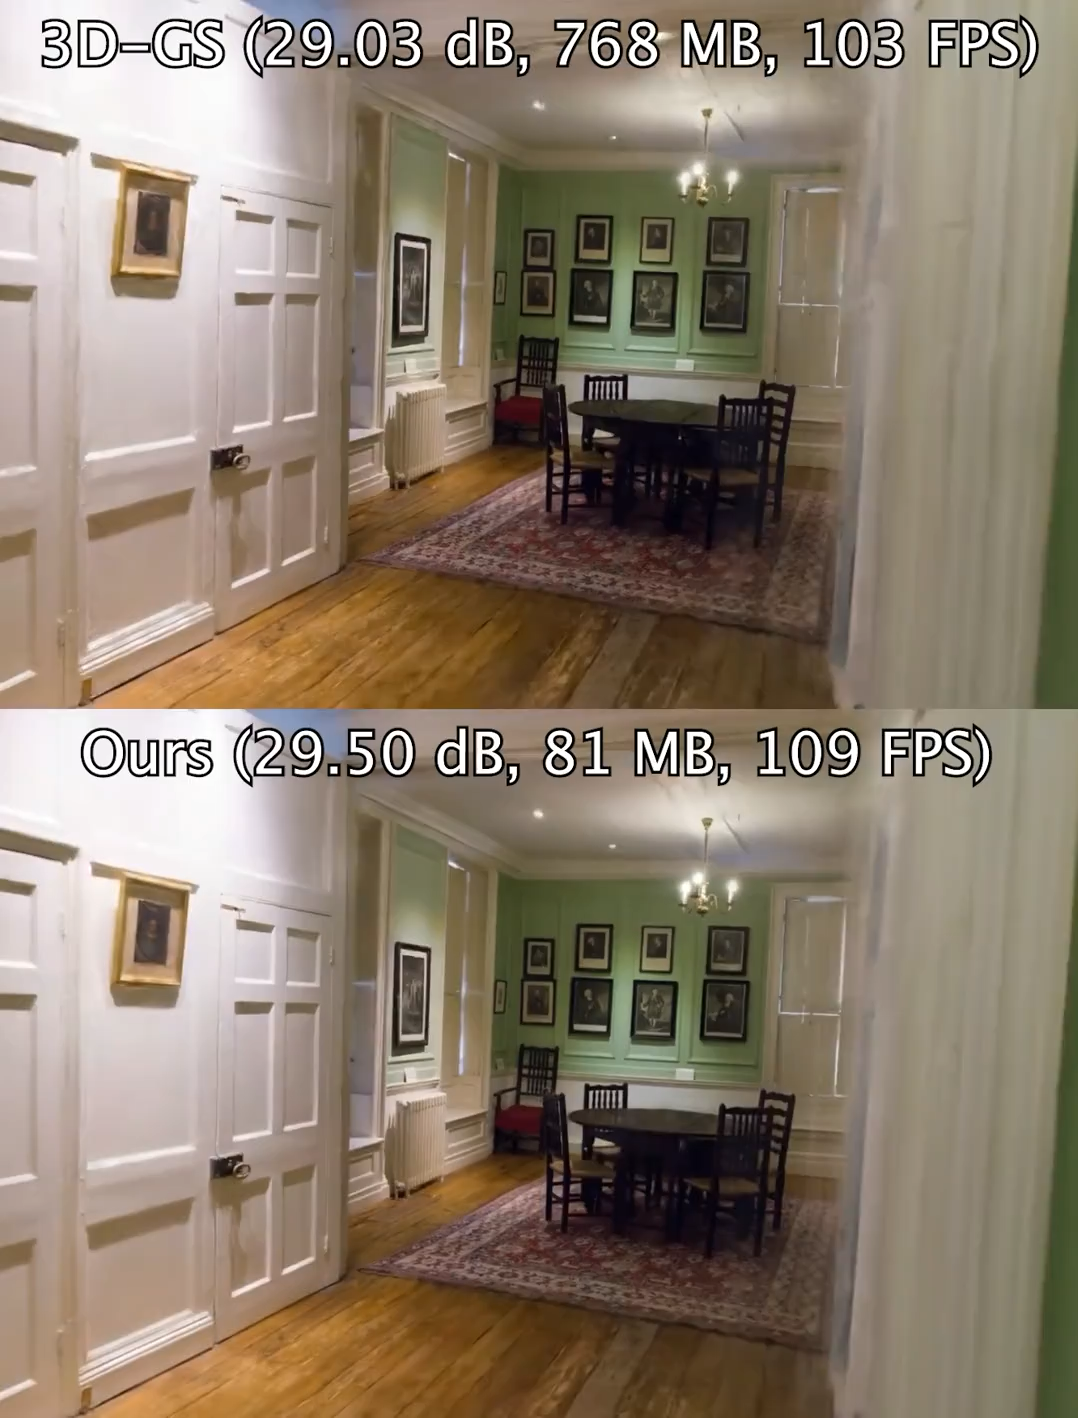 3D-GS (29.03 dB, 768 MB, 103 FPS)
Ours (29.50 dB, 81 MB, 109 FPS)